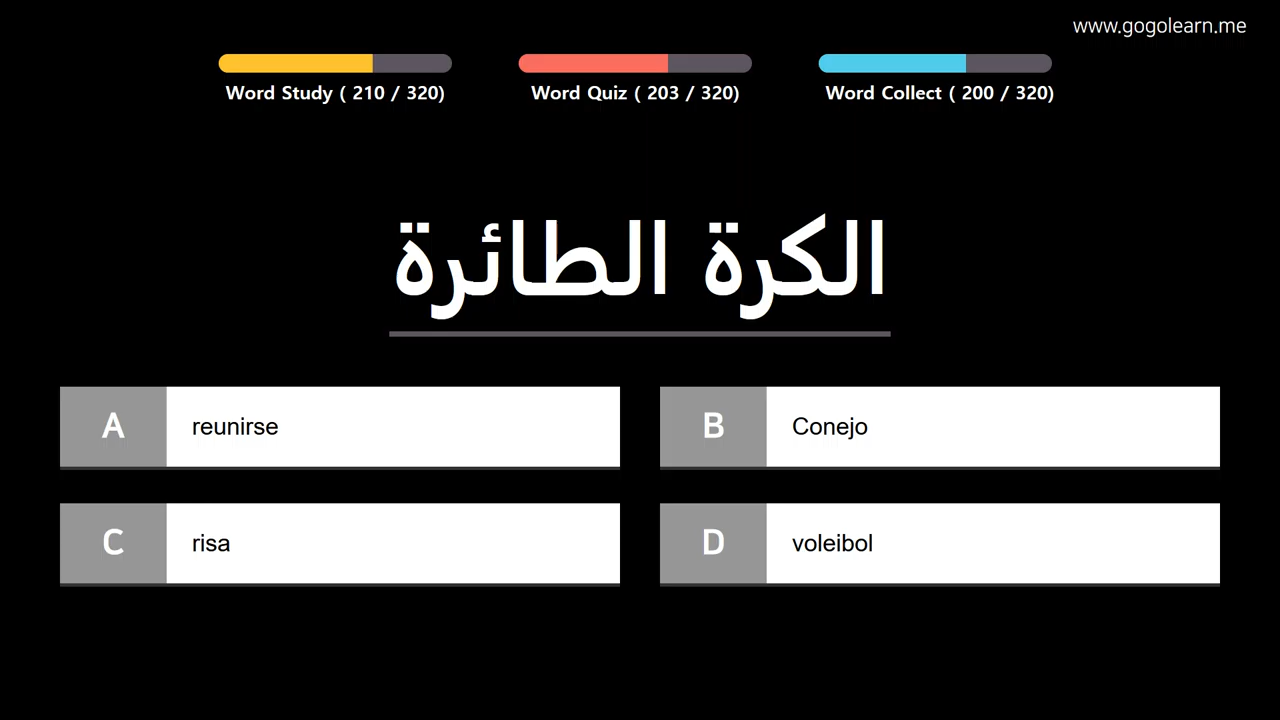 www.gogolearn.me
Word Study ( 210 / 320)
Word Quiz ( 203 / 320)
Word Collect ( 200 / 320)
الكرة الطائرة
A reunirse
B Conejo
C risa
D voleibol